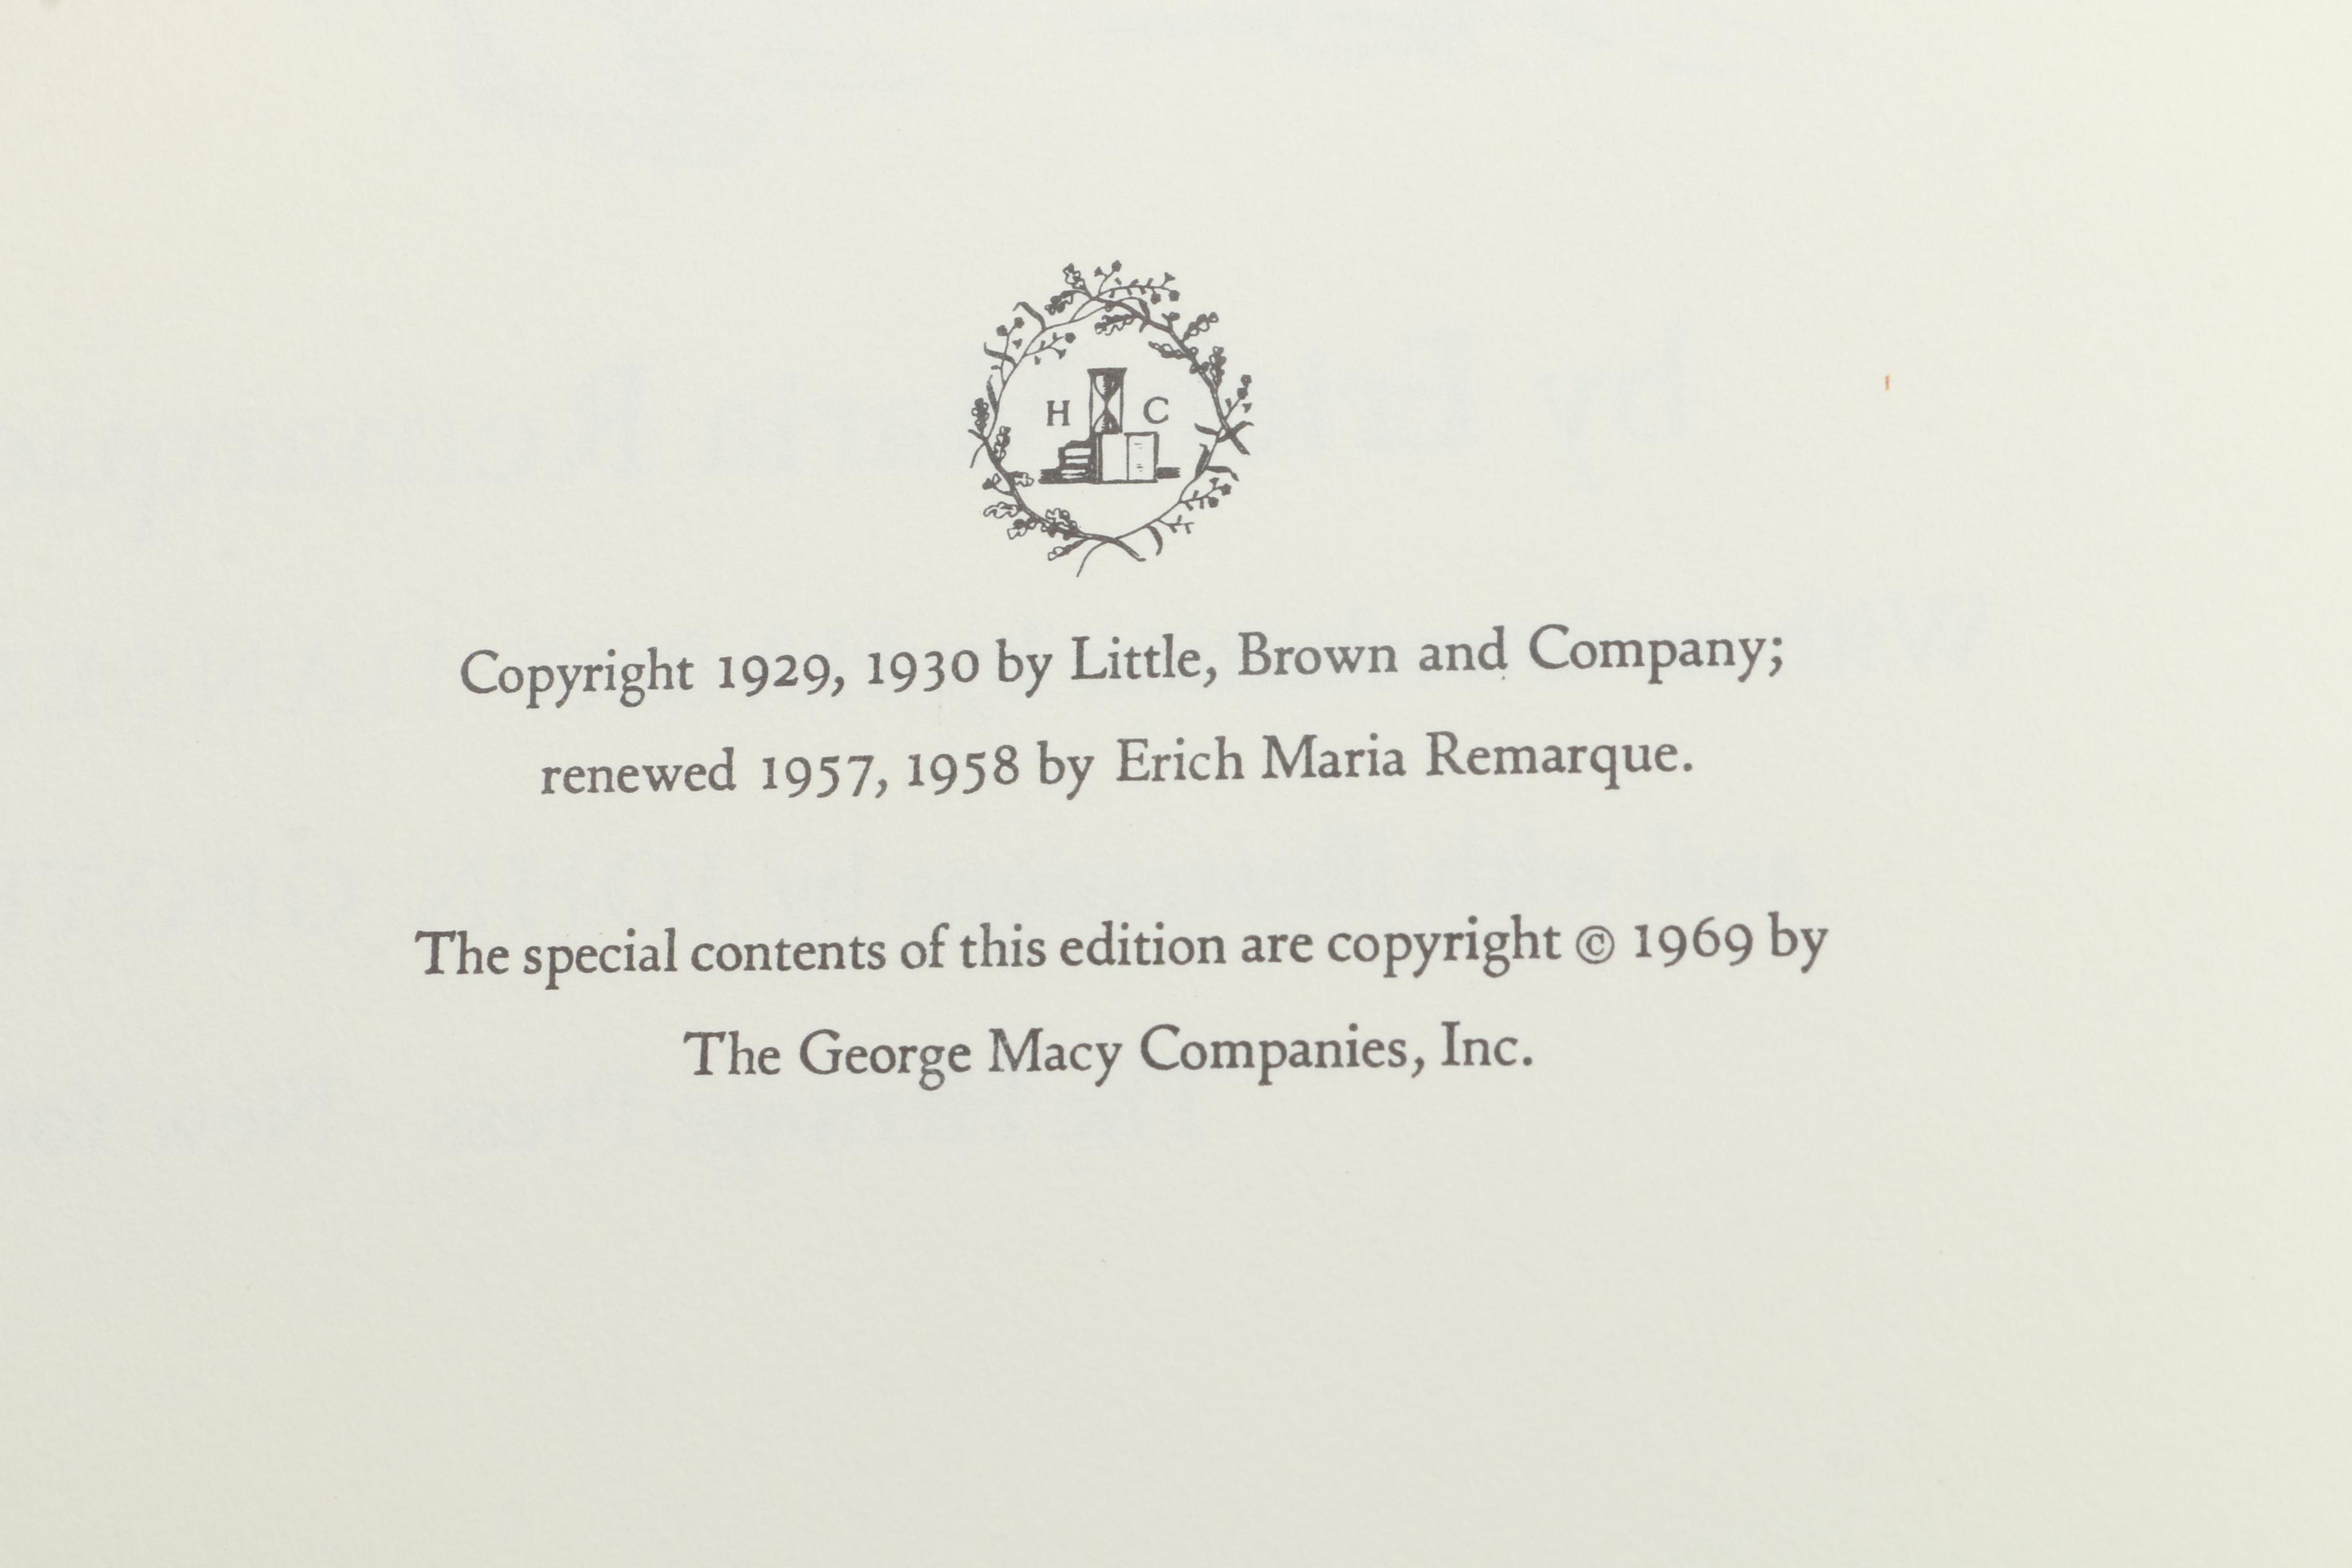 H C
Copyright 1929, 1930 by Little, Brown and Company;
renewed 1957, 1958 by Erich Maria Remarque.
The special contents of this edition are copyright © 1969 by
The George Macy Companies, Inc.